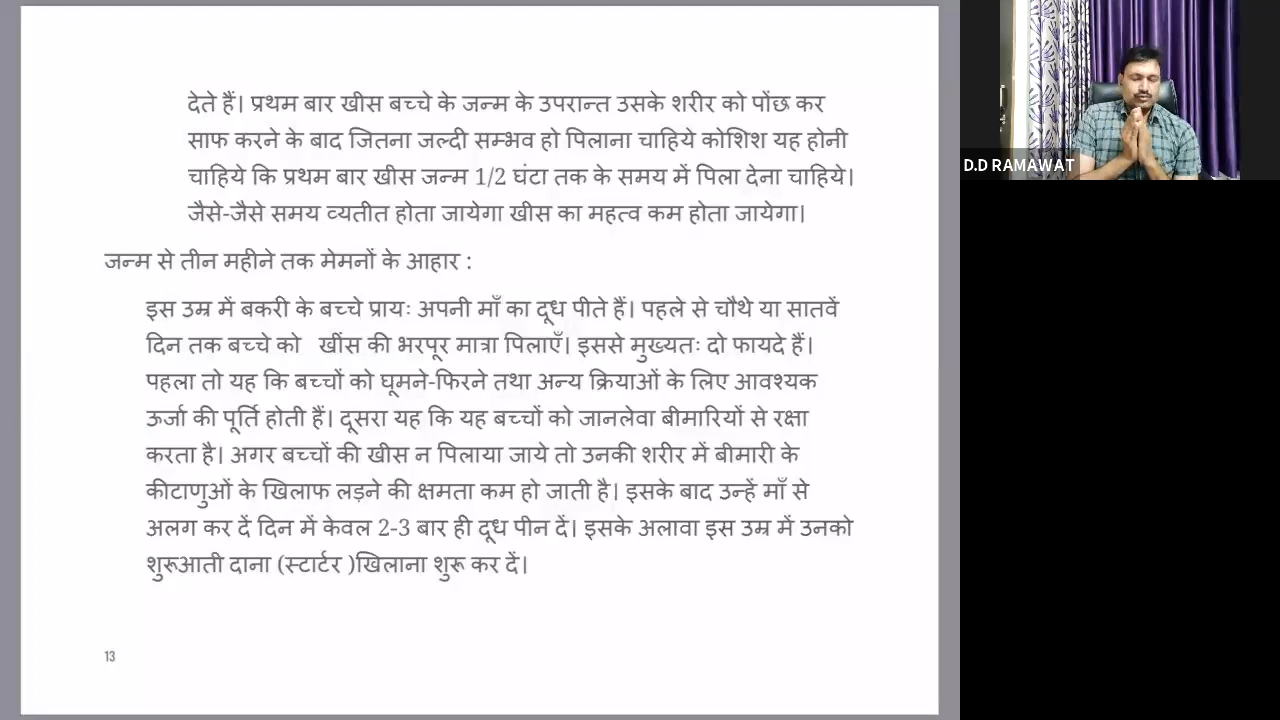 देते हैं। प्रथम बार खीस बच्चे के जन्म के उपरान्त उसके शरीर को पोंछ कर
साफ करने के बाद जितना जल्दी सम्भव हो पिलाना चाहिये कोशिश यह होनी
चाहिये कि प्रथम बार खीस जन्म 1/2 घंटा तक के समय में पिला देना चाहिये।
जैसे-जैसे समय व्यतीत होता जायेगा खीस का महत्व कम होता जायेगा।
जन्म से तीन महीने तक मेमनों के आहार :
इस उम्र में बकरी के बच्चे प्रायः अपनी माँ का दूध पीते हैं। पहले से चौथे या सातवें
दिन तक बच्चे को खींस की भरपूर मात्रा पिलाएँ। इससे मुख्यतः दो फायदे हैं।
पहला तो यह कि बच्चों को घूमने-फिरने तथा अन्य क्रियाओं के लिए आवश्यक
ऊर्जा की पूर्ति होती हैं। दूसरा यह कि यह बच्चों को जानलेवा बीमारियों से रक्षा
करता है। अगर बच्चों की खीस न पिलाया जाये तो उनकी शरीर में बीमारी के
कीटाणुओं के खिलाफ लड़ने की क्षमता कम हो जाती है। इसके बाद उन्हें माँ से
अलग कर दें दिन में केवल 2-3 बार ही दूध पीन दें। इसके अलावा इस उम्र में उनको
शुरूआती दाना (स्टार्टर )खिलाना शुरू कर दें।
13
D.D RAMAWAT